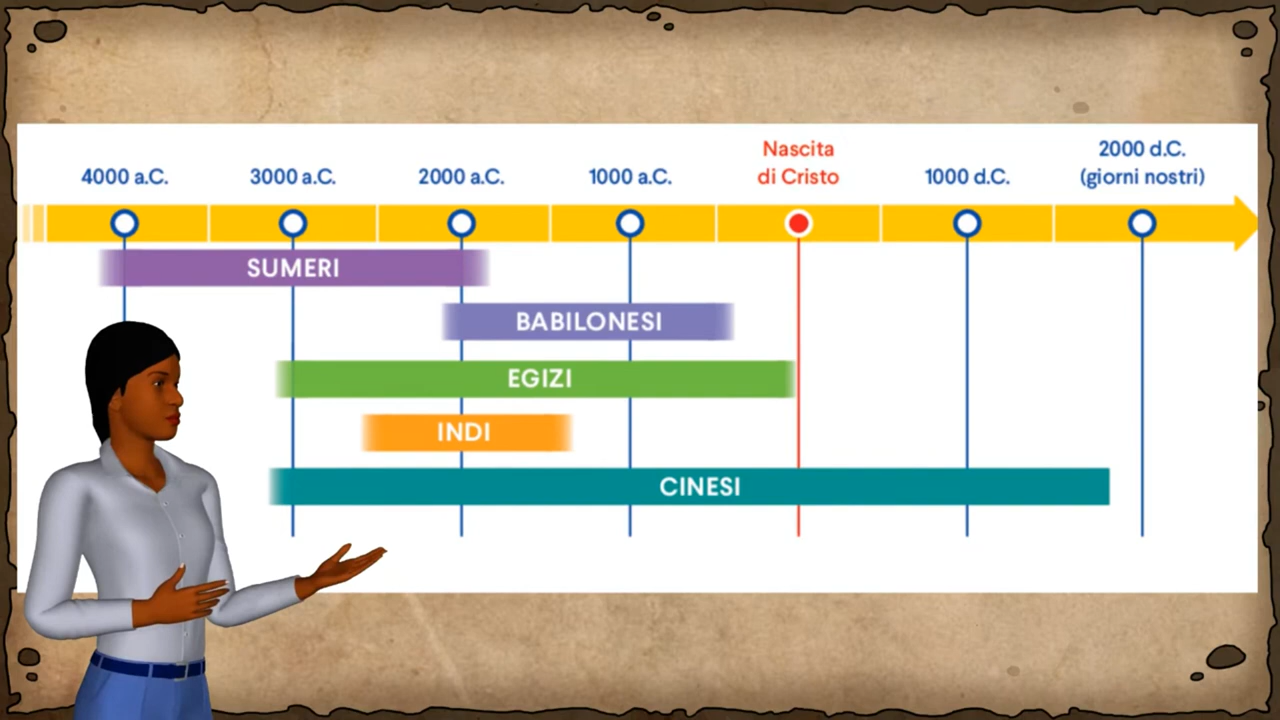 Nascita
2000 d.C.
4000 a.C. 3000 a.C. 2000 a.C. 1000 a.C. di Cristo 1000 d.C. (giorni nostri)
SUMERI
BABILONESI
EGIZI
INDI
CINESI